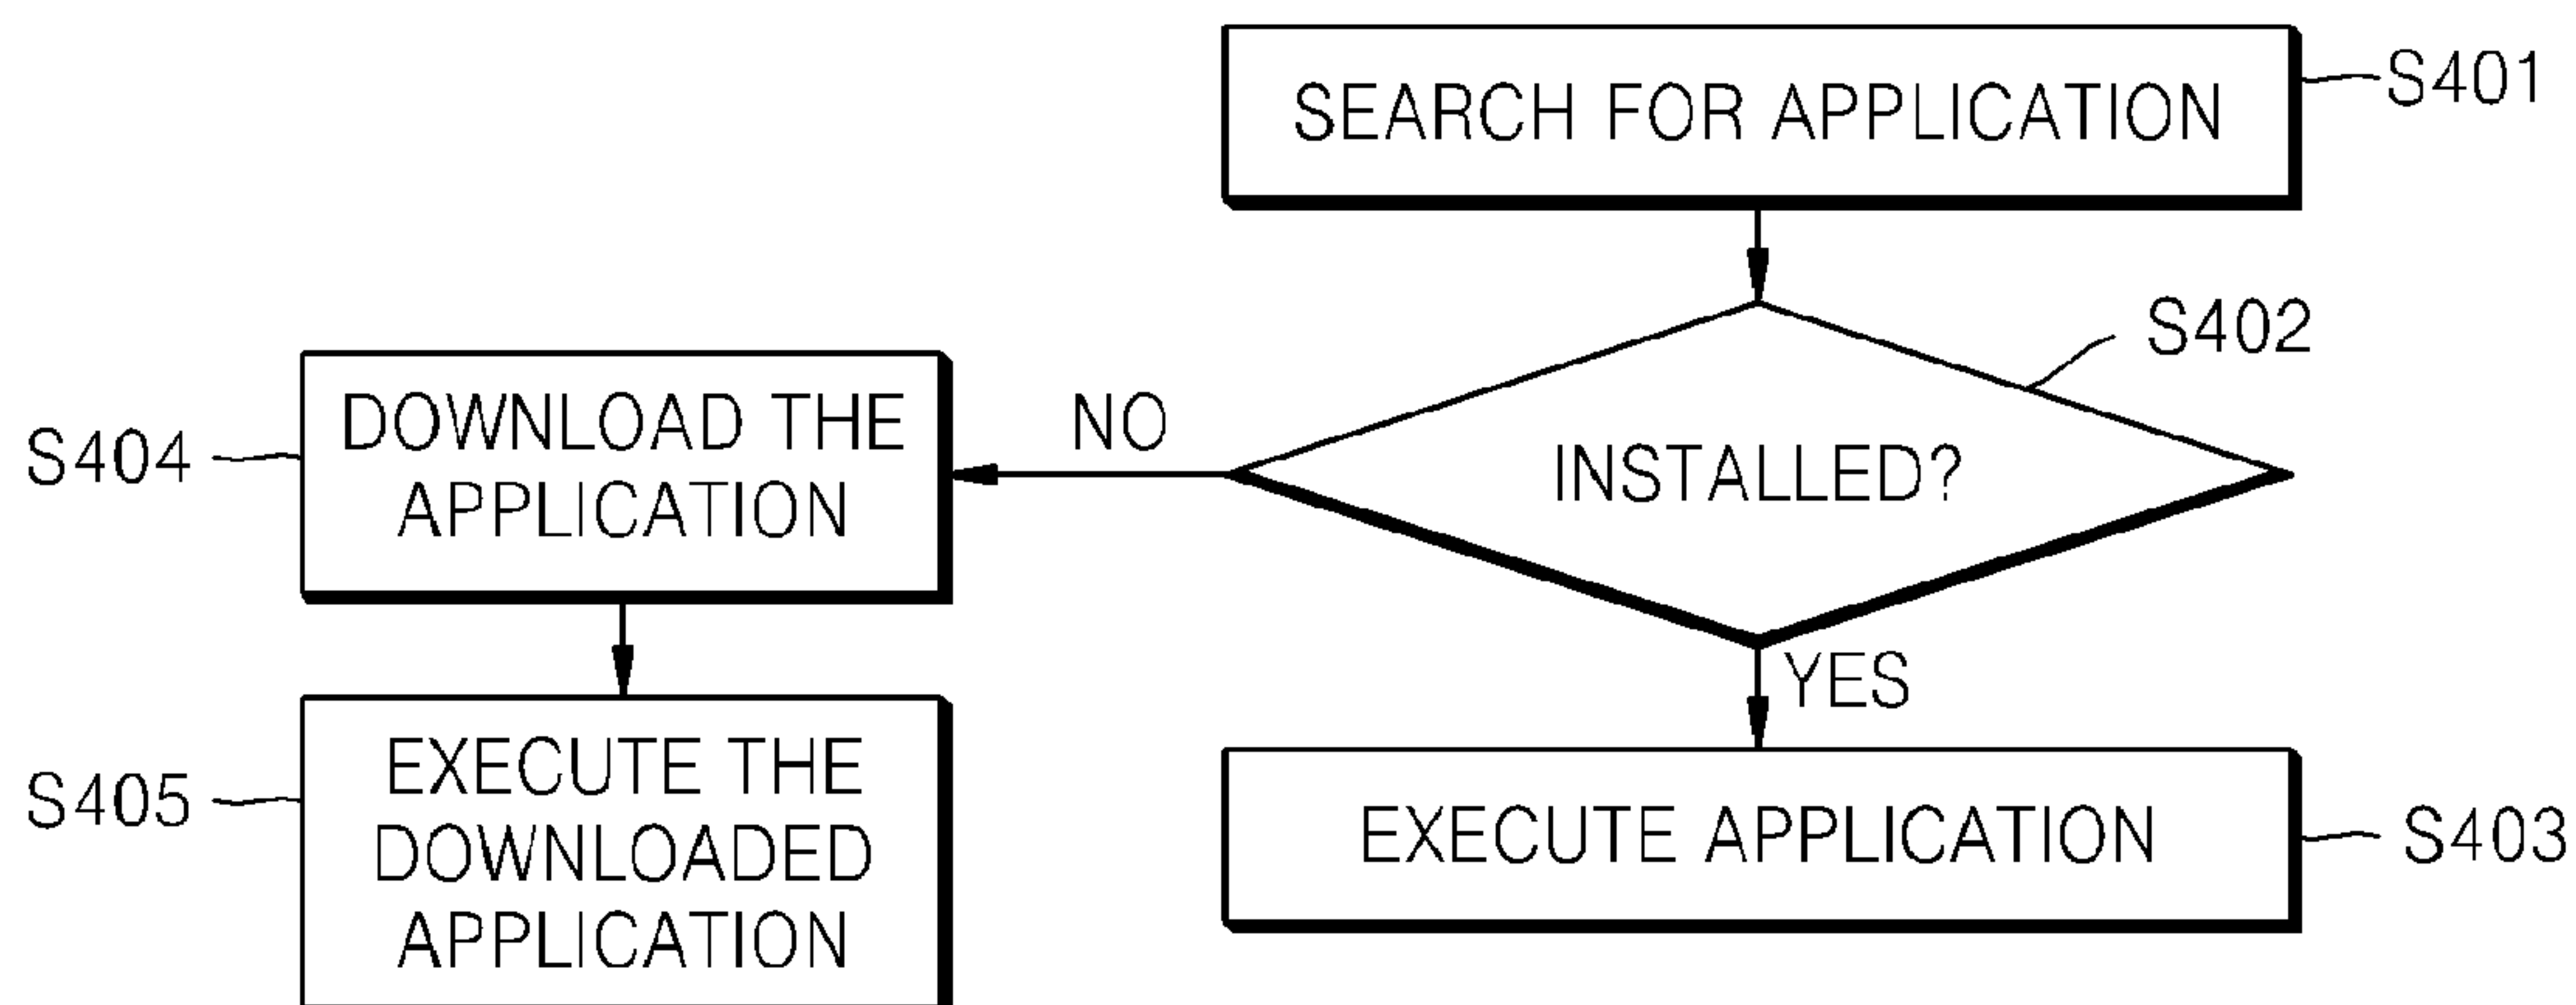 SEARCH FOR APPLICATION
S401
S402
INSTALLED?
NO
YES
S404
DOWNLOAD THE
APPLICATION
S405
EXECUTE THE
DOWNLOADED
APPLICATION
EXECUTE APPLICATION
S403